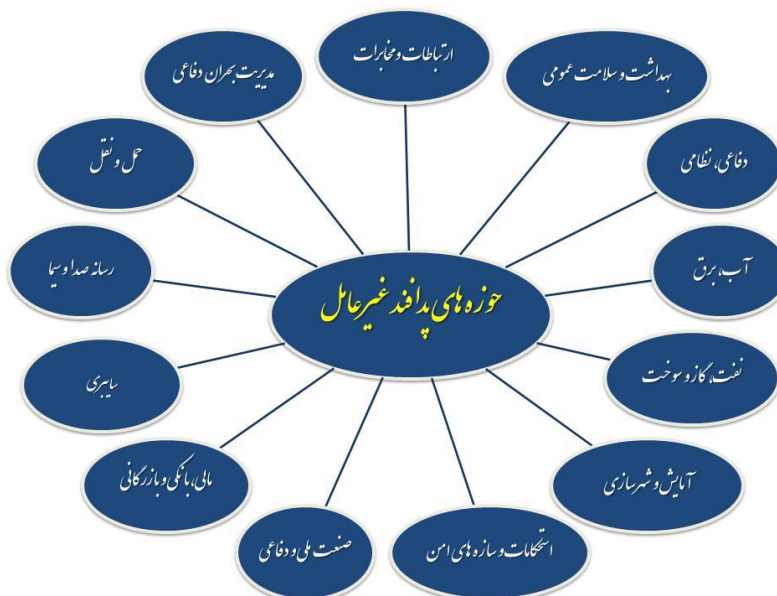 ارتباطات و مخابرات
بهداشت و سلامت عمومی
مدیریت بحران دفاعی
دفاعی، نظامی
حمل و نقل
آب، برق
رسانه صدا و سیما
حوزه های پدافند غیرعامل
نفت، گاز و سوخت
سایبری
آمایش و شهرسازی
مالی، بانکی و بازرگانی
استحکامات و سازه های امن
صنعت ملی و دفاعی